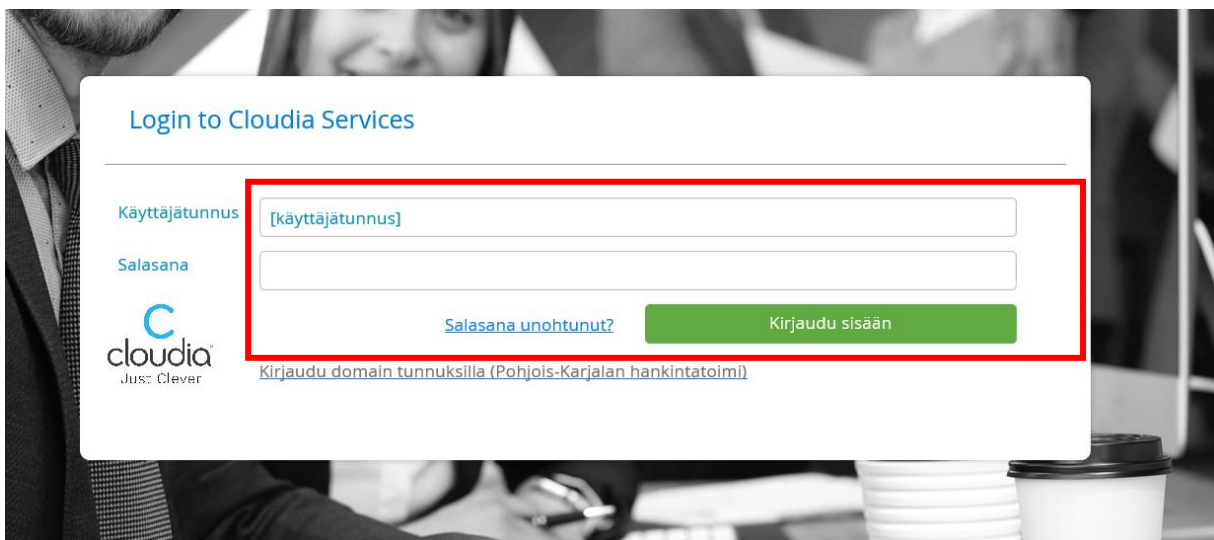 Login to Cloudia Services
Käyttäjätunnus
[käyttäjätunnus]
Salasana
Salasana unohtunut?
Kirjaudu sisään
cloudia
Just Clever
Kirjaudu domain tunnuksilla (Pohjois-Karjalan hankintatoimi)